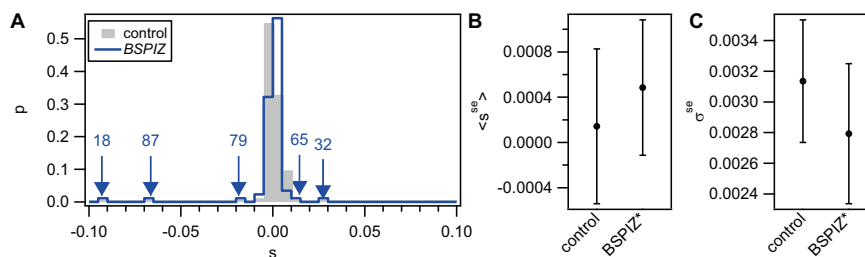 A
control
BSPIZ
0.5
0.4
0.3
0.2
0.1
0.0
p
18
87
79
65
32
-0.10
-0.05
0.00
0.05
0.10
s
B
0.0008
0.0004
0.0000
-0.0004
<s^se>
control
BSPIZ*
C
0.0034
0.0032
0.0030
0.0028
0.0026
0.0024
σ^se
control
BSPIZ*